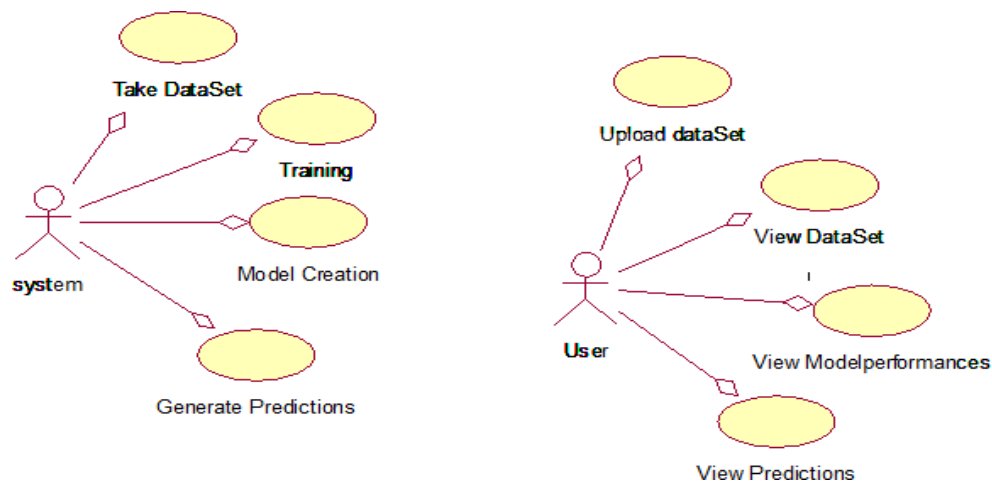 Take DataSet
Training
Model Creation
system
Generate Predictions
Upload dataSet
View DataSet
User
View Modelperformances
View Predictions